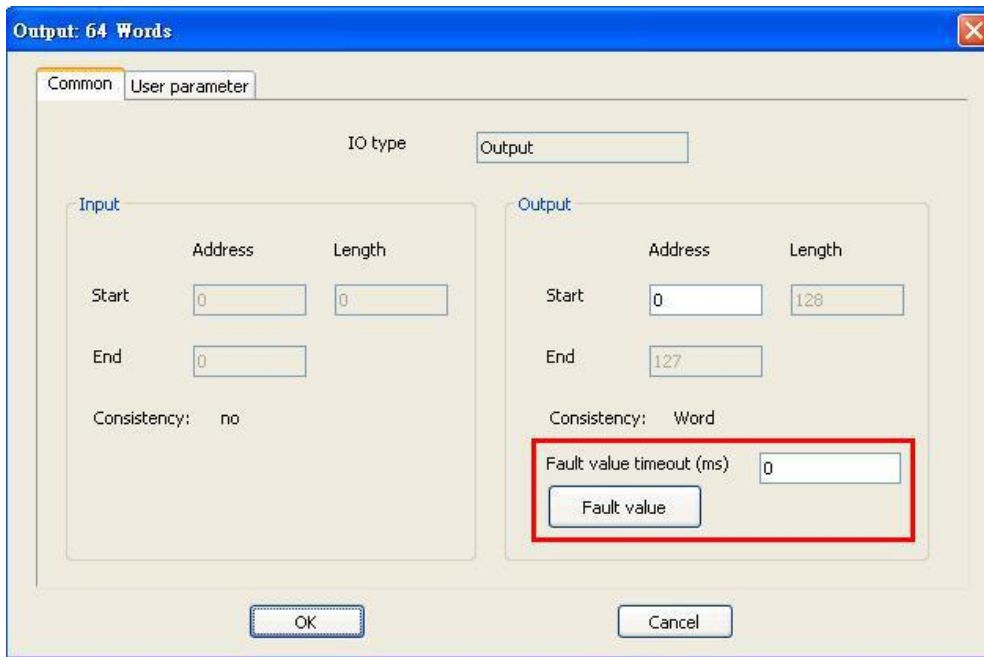 Output: 64 Words
Common
User parameter
IO type
Output
Input
Address
Length
Start
0
0
End
0
Consistency: no
Output
Address
Length
Start
0
128
End
127
Consistency: Word
Fault value timeout (ms)
0
Fault value
OK
Cancel